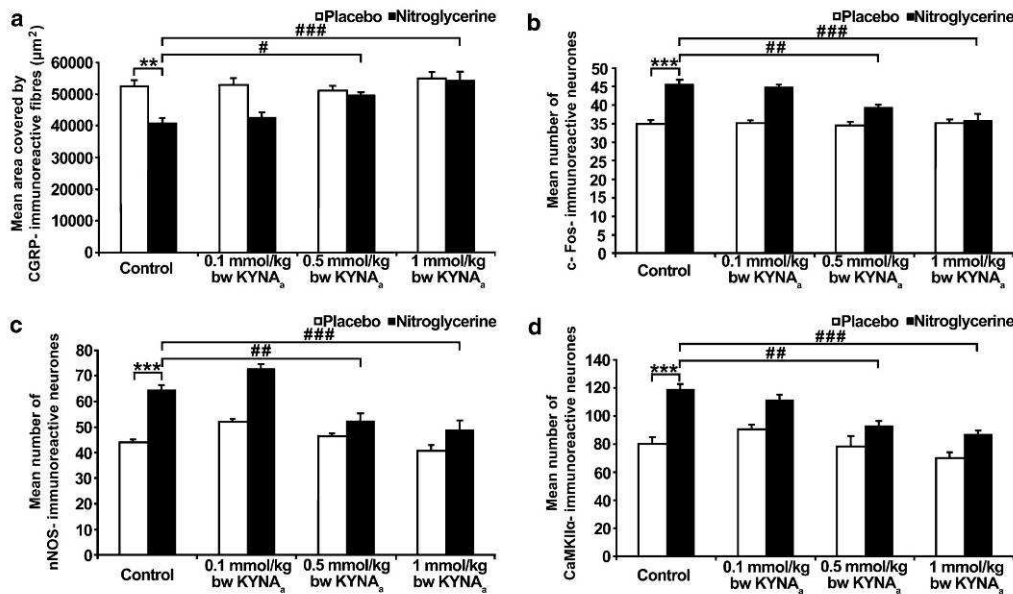 a
□Placebo ■Nitroglycerine
###
#
**
Mean area covered by
CGRP- immunoreactive fibres (µm²)
60000
50000
40000
30000
20000
10000
0
Control
0.1 mmol/kg
bw KYNAa
0.5 mmol/kg
bw KYNAa
1 mmol/kg
bw KYNAa
b
□Placebo ■Nitroglycerine
###
##
***
Mean number of
c- Fos- immunoreactive neurones
50
45
40
35
30
25
20
15
10
5
0
Control
0.1 mmol/kg
bw KYNAa
0.5 mmol/kg
bw KYNAa
1 mmol/kg
bw KYNAa
c
□Placebo ■Nitroglycerine
###
##
***
Mean number of
nNOS- immunoreactive neurones
80
70
60
50
40
30
20
10
0
Control
0.1 mmol/kg
bw KYNAa
0.5 mmol/kg
bw KYNAa
1 mmol/kg
bw KYNAa
d
□Placebo ■Nitroglycerine
###
##
***
Mean number of
CaMKIIα- immunoreactive neurones
140
120
100
80
60
40
20
0
Control
0.1 mmol/kg
bw KYNAa
0.5 mmol/kg
bw KYNAa
1 mmol/kg
bw KYNAa